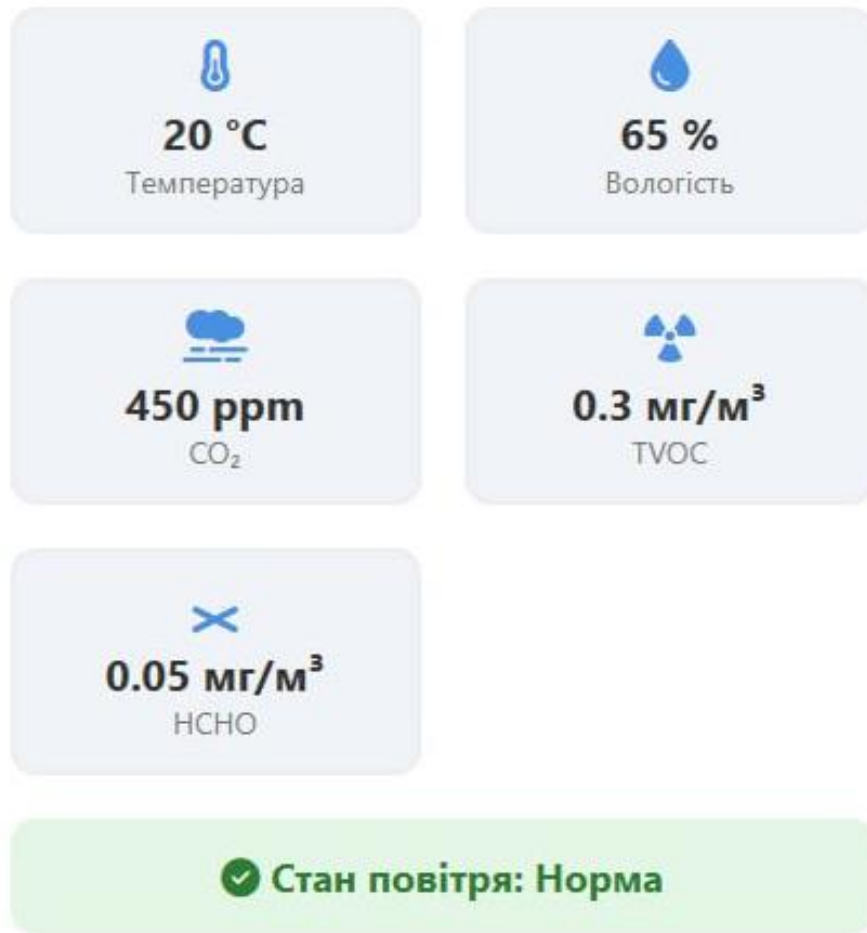 20 °C
Температура
65 %
Вологість
450 ppm
CO₂
0.3 мг/м³
TVOC
0.05 мг/м³
HCHO
Стан повітря: Норма